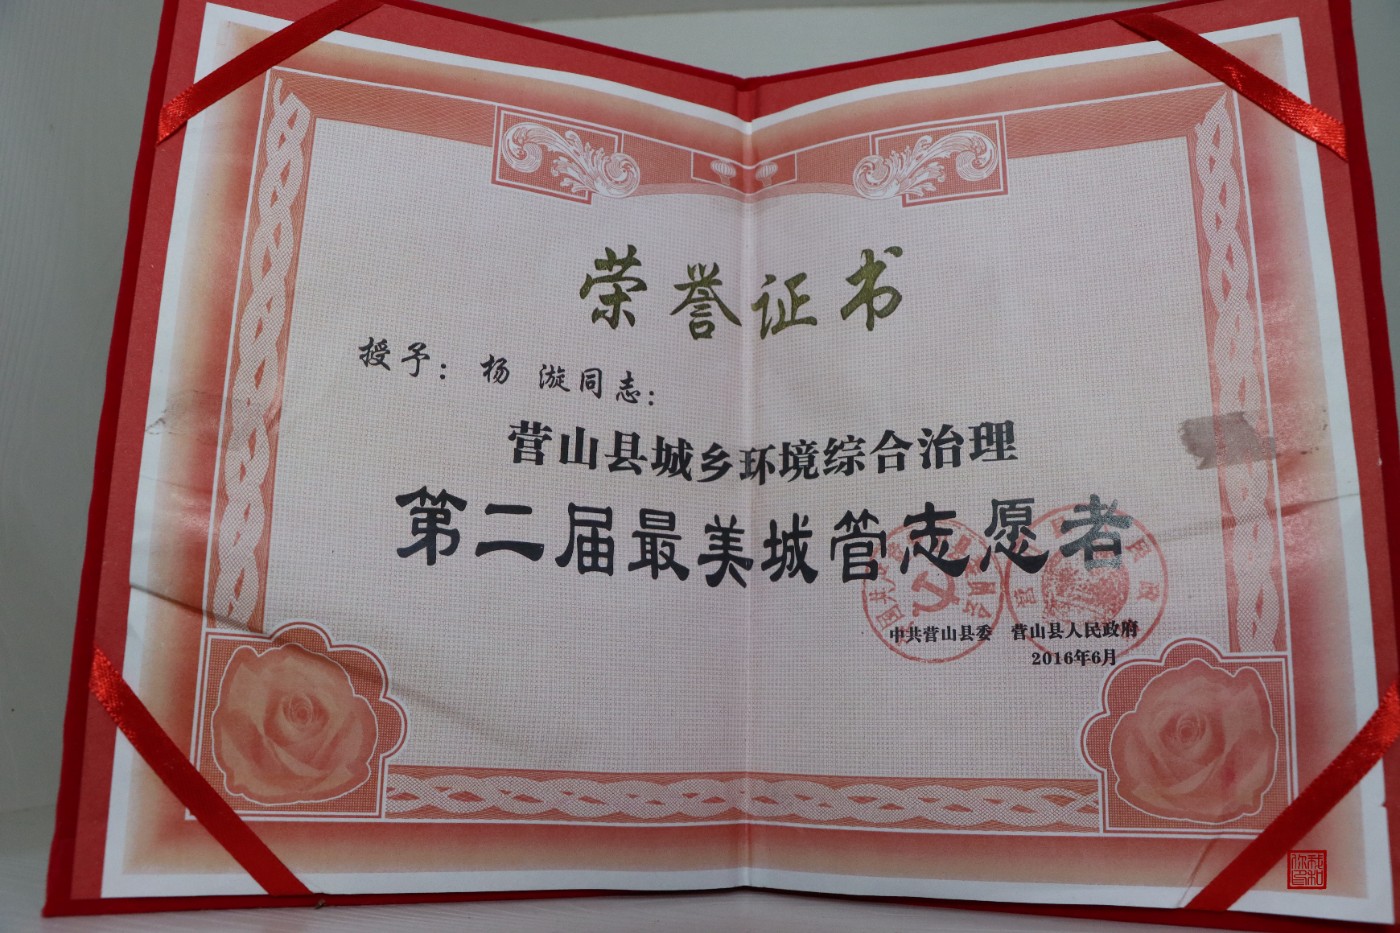 荣誉证书
授予：杨 漩同志：
营山县城乡环境综合治理
第二届最美城管志愿者
中共营山县委 营山县人民政府
2016年6月